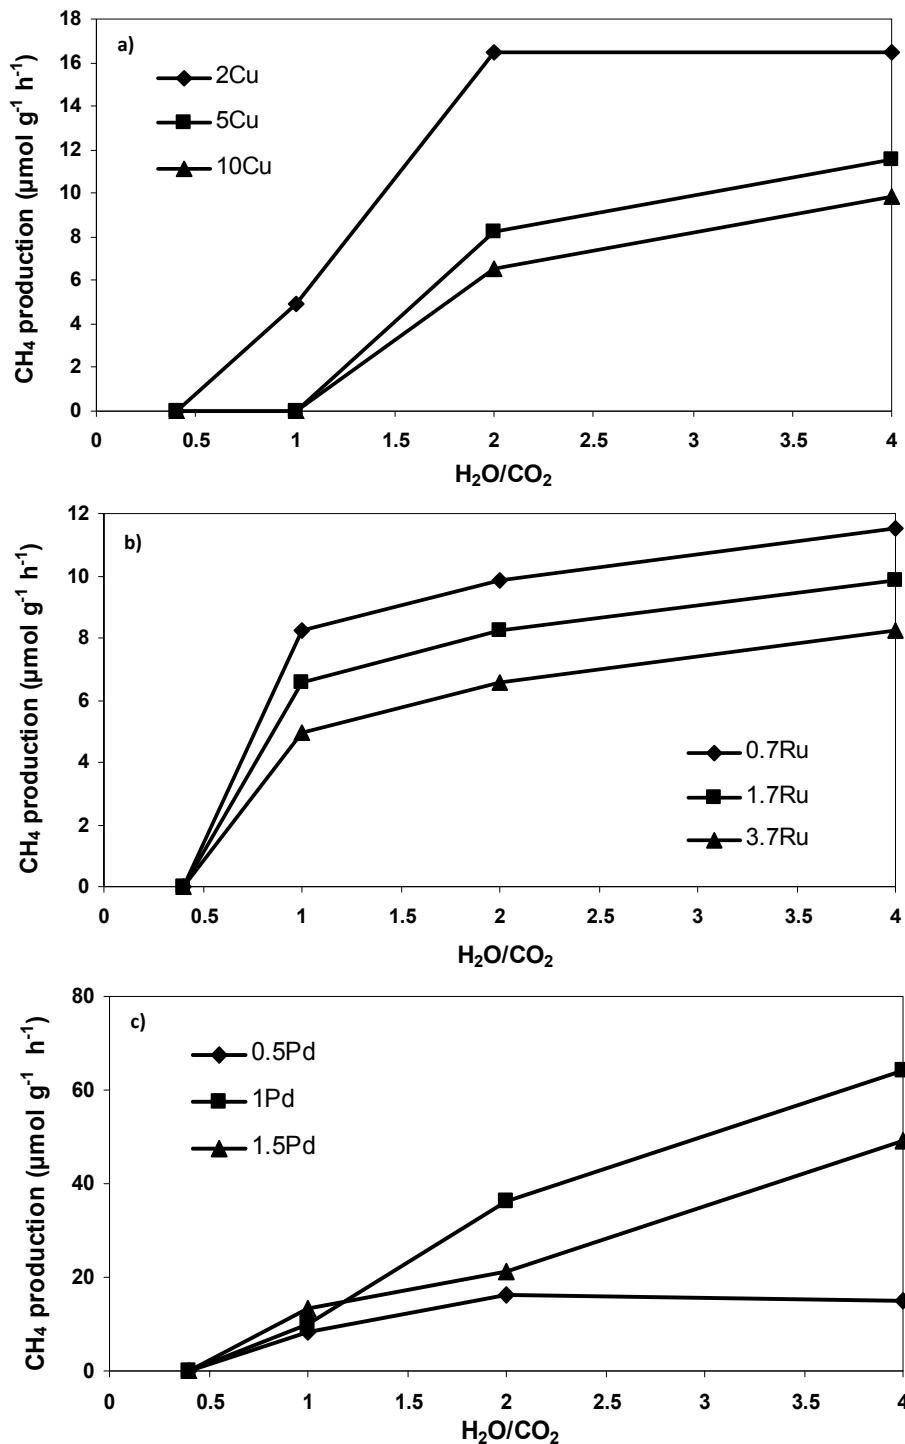 a)
2Cu
5Cu
10Cu
CH₄ production (µmol g⁻¹ h⁻¹)
18
16
14
12
10
8
6
4
2
0
0 0.5 1 1.5 2 2.5 3 3.5 4
H₂O/CO₂
b)
CH₄ production (µmol g⁻¹ h⁻¹)
12
10
8
6
4
2
0
0.7Ru
1.7Ru
3.7Ru
0 0.5 1 1.5 2 2.5 3 3.5 4
H₂O/CO₂
c)
0.5Pd
1Pd
1.5Pd
CH₄ production (µmol g⁻¹ h⁻¹)
80
60
40
20
0
0 0.5 1 1.5 2 2.5 3 3.5 4
H₂O/CO₂